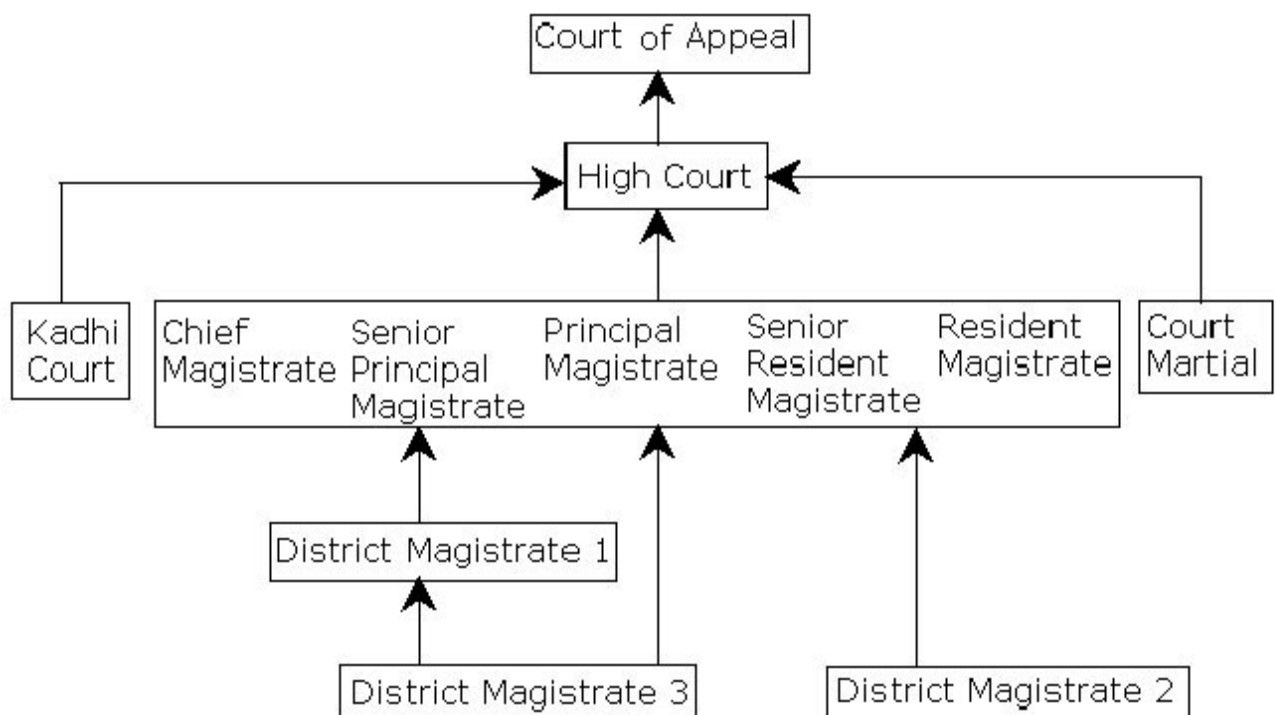 Court of Appeal
High Court
Kadhi
Court
Chief
Magistrate
Senior
Principal
Magistrate
Principal
Magistrate
Senior
Resident
Magistrate
Resident
Magistrate
Court
Martial
District Magistrate 1
District Magistrate 3
District Magistrate 2